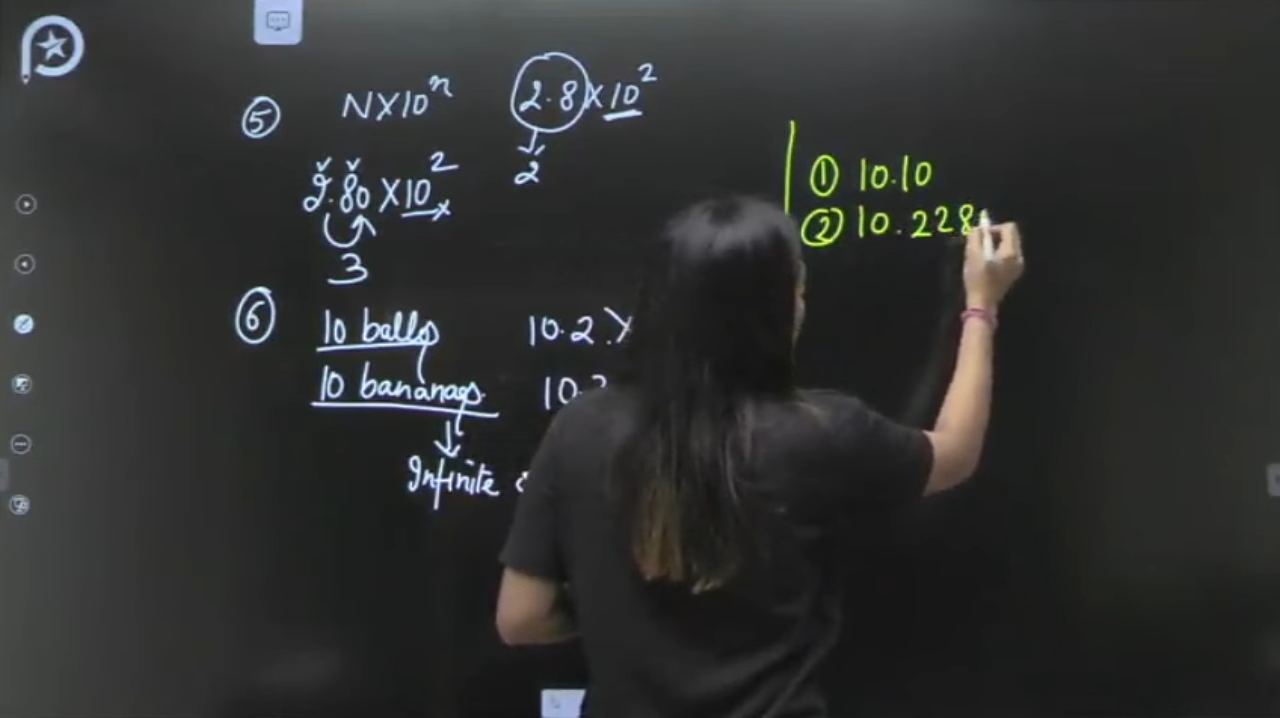 ⑤ N×10ⁿ 2.8×10²
2
2.80×10²
3
⑥ 10 balls 10.2
10 bananas 10.
Infinite
① 10.10
② 10.228